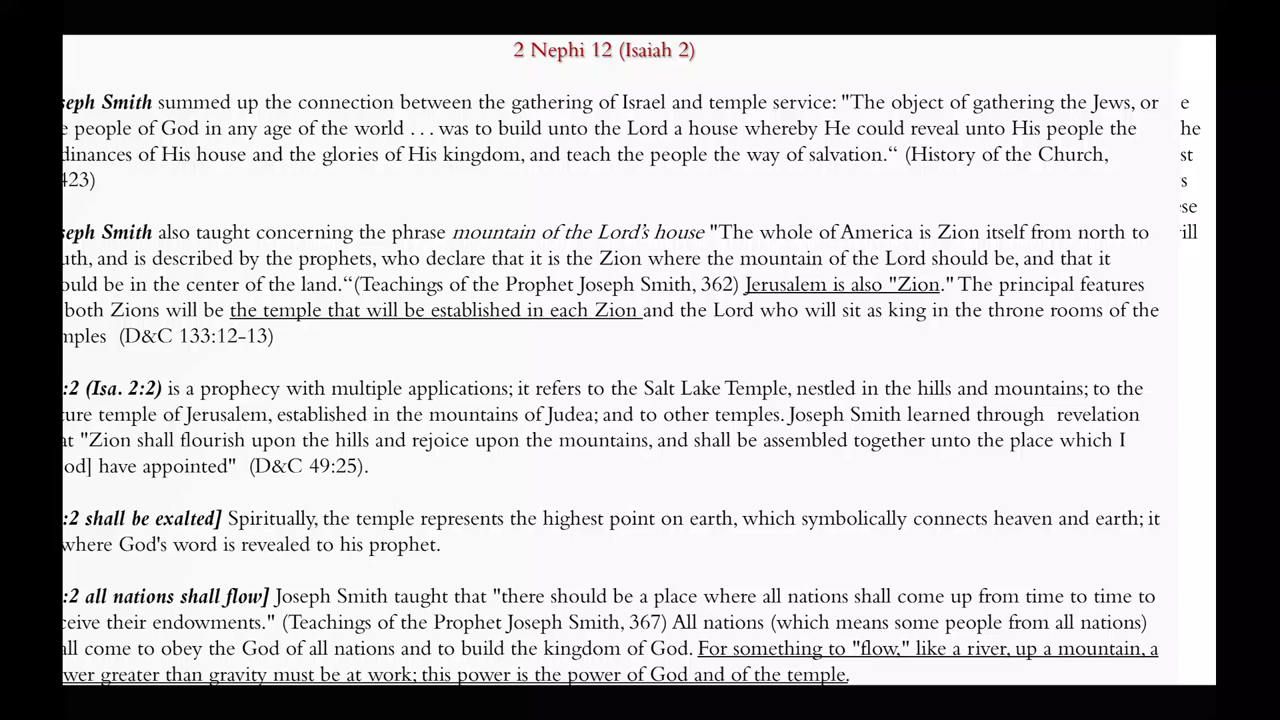 2 Nephi 12 (Isaiah 2)
seph Smith summed up the connection between the gathering of Israel and temple service: "The object of gathering the Jews, or
e people of God in any age of the world . . . was to build unto the Lord a house whereby He could reveal unto His people the
dinances of His house and the glories of His kingdom, and teach the people the way of salvation.“ (History of the Church,
423)
seph Smith also taught concerning the phrase mountain of the Lord's house "The whole of America is Zion itself from north to
uth, and is described by the prophets, who declare that it is the Zion where the mountain of the Lord should be, and that it
ould be in the center of the land.“(Teachings of the Prophet Joseph Smith, 362) Jerusalem is also "Zion." The principal features
both Zions will be the temple that will be established in each Zion and the Lord who will sit as king in the throne rooms of the
mples (D&C 133:12-13)
:2 (Isa. 2:2) is a prophecy with multiple applications; it refers to the Salt Lake Temple, nestled in the hills and mountains; to the
ture temple of Jerusalem, established in the mountains of Judea; and to other temples. Joseph Smith learned through revelation
at "Zion shall flourish upon the hills and rejoice upon the mountains, and shall be assembled together unto the place which I
od] have appointed" (D&C 49:25).
:2 shall be exalted] Spiritually, the temple represents the highest point on earth, which symbolically connects heaven and earth; it
where God's word is revealed to his prophet.
:2 all nations shall flow] Joseph Smith taught that "there should be a place where all nations shall come up from time to time to
ceive their endowments." (Teachings of the Prophet Joseph Smith, 367) All nations (which means some people from all nations)
all come to obey the God of all nations and to build the kingdom of God. For something to "flow," like a river, up a mountain, a
wer greater than gravity must be at work; this power is the power of God and of the temple.
e
he
st
s
ese
ill